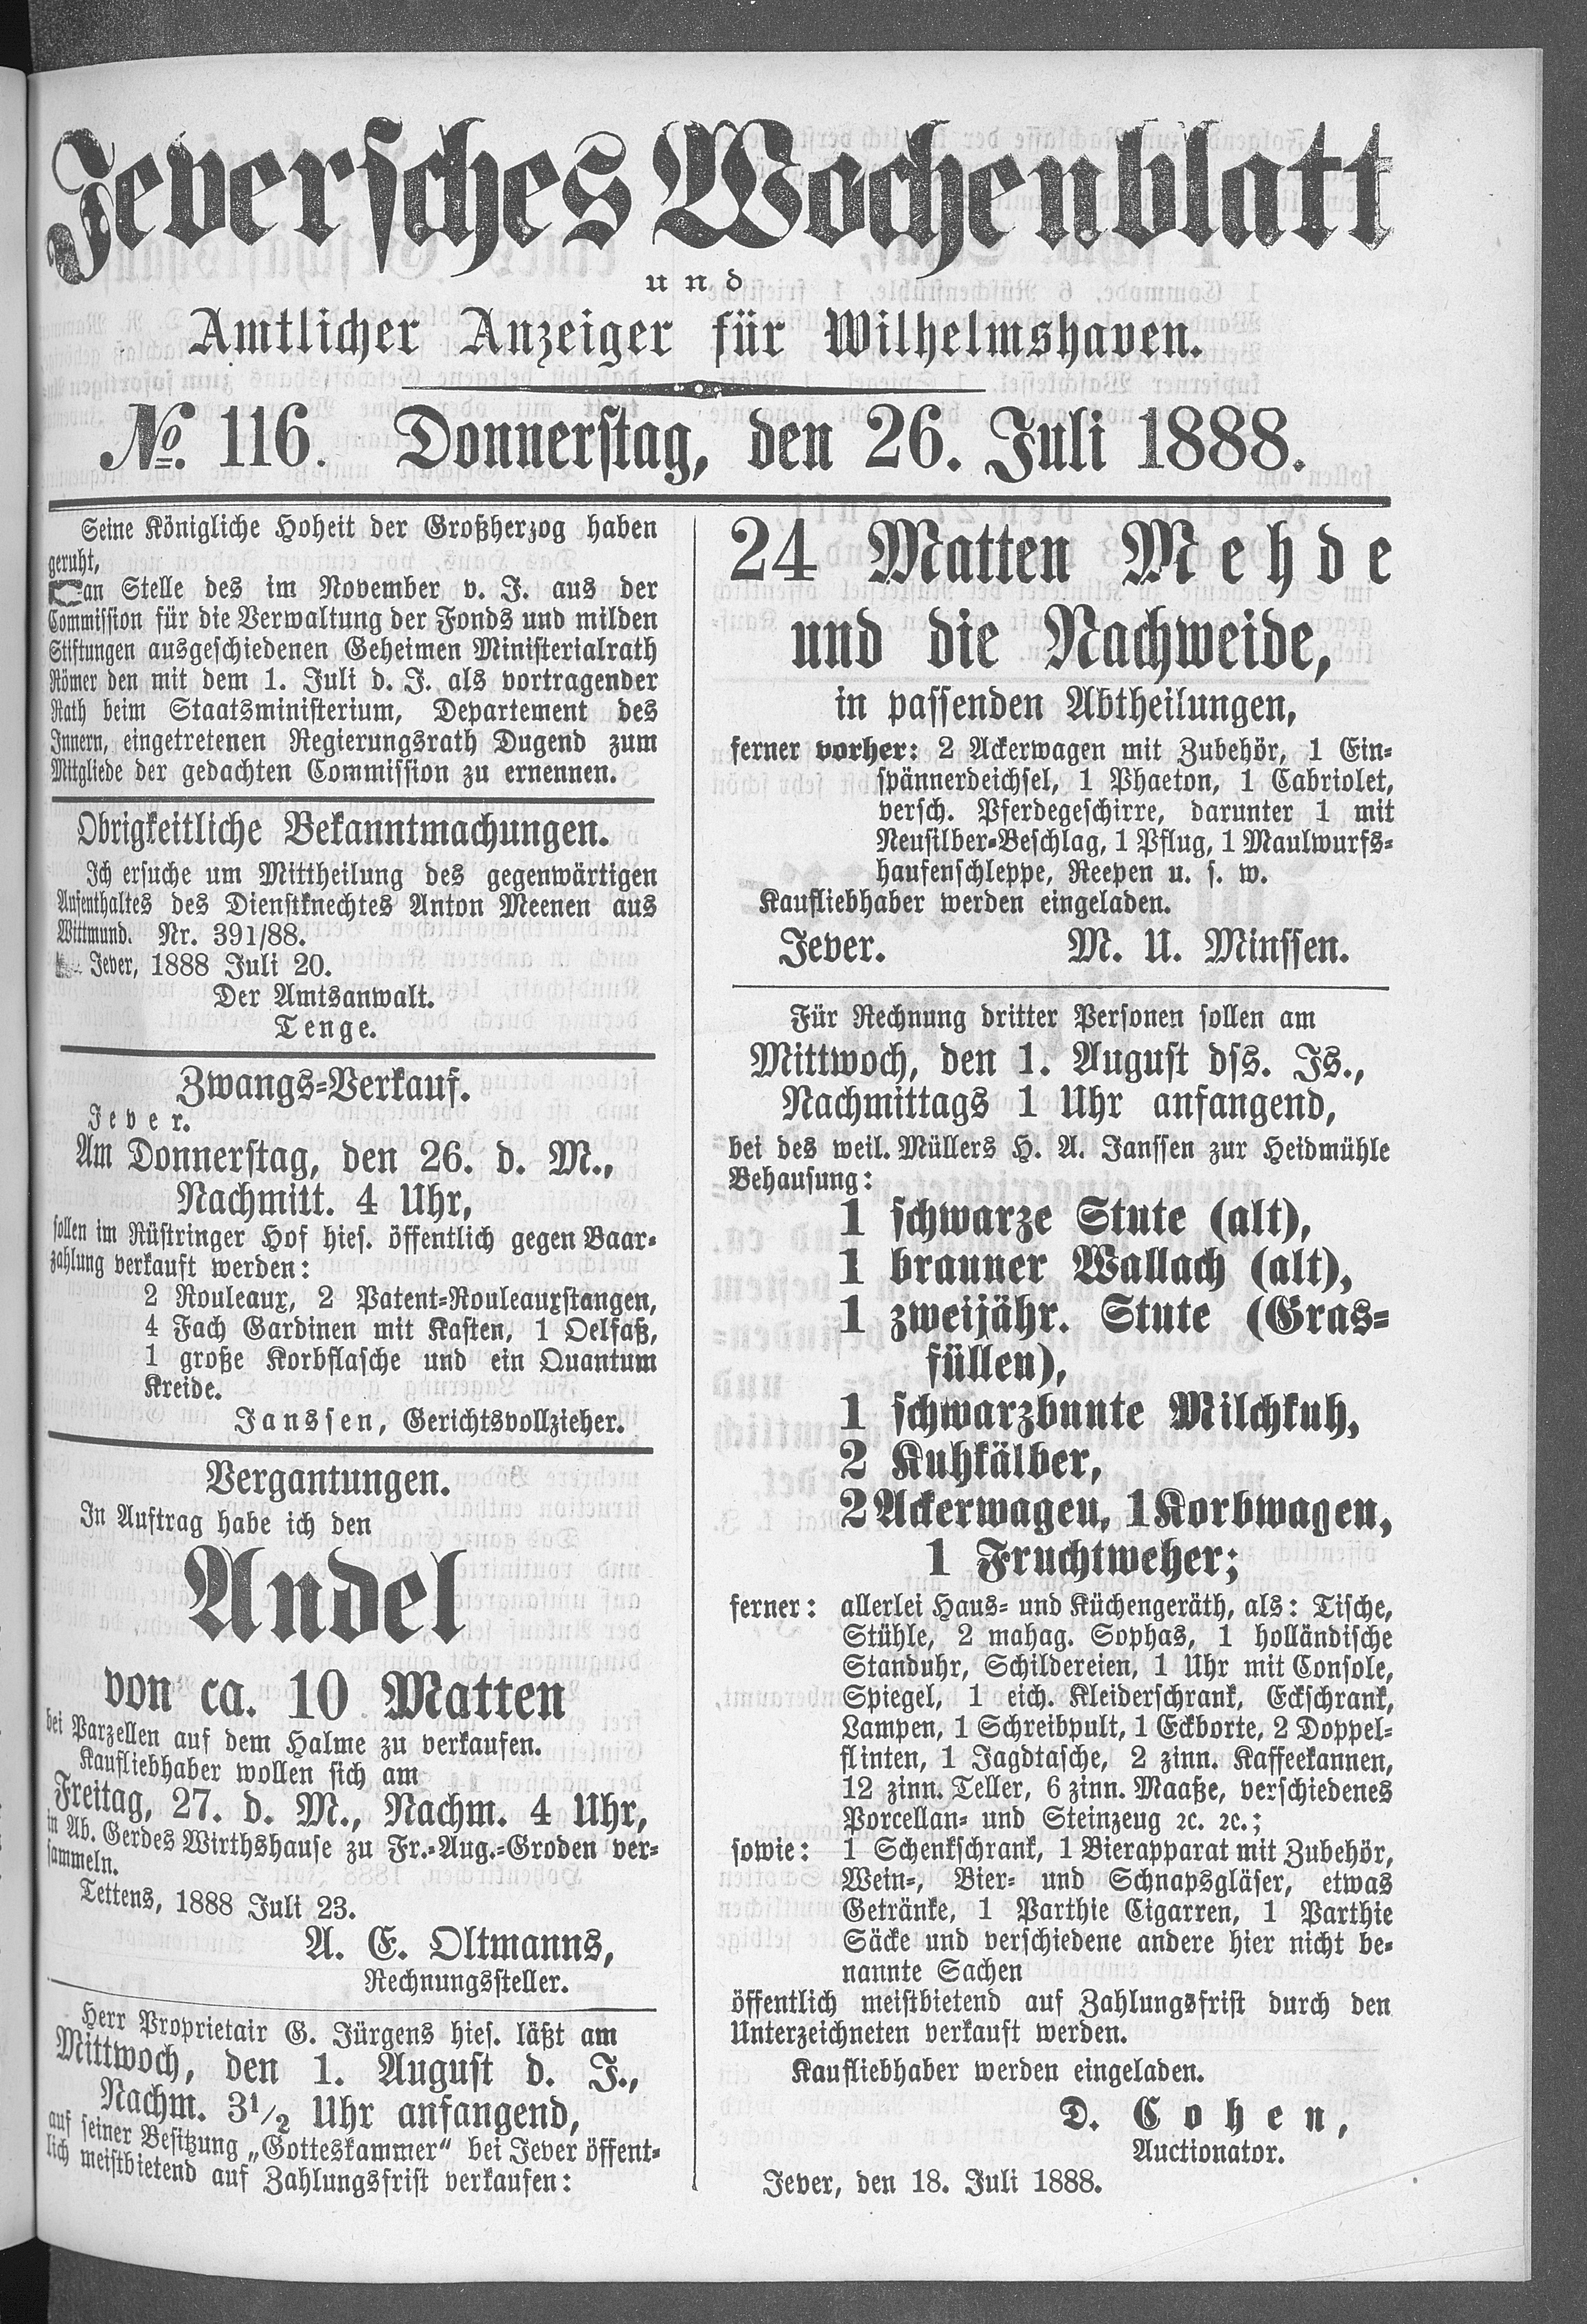 Jeversches Wochenblatt
und
Amtlicher Anzeiger für Wilhelmshaven.
№. 116. Donnerstag, den 26. Juli 1888.
Seine Königliche Hoheit der Großherzog haben
geruht,
an Stelle des im November v. J. aus der
Commission für die Verwaltung der Fonds und milden
Stiftungen ausgeschiedenen Geheimen Ministerialrath
Römer den mit dem 1. Juli d. J. als vortragender
Rath beim Staatsministerium, Departement des
Innern, eingetretenen Regierungsrath Dugend zum
Mitgliede der gedachten Commission zu ernennen.
Obrigkeitliche Bekanntmachungen.
Ich ersuche um Mittheilung des gegenwärtigen
Aufenthaltes des Dienstknechtes Anton Meenen aus
Wittmund. Nr. 391/88.
Jever, 1888 Juli 20.
Der Amtsanwalt.
Tenge.
Zwangs-Verkauf.
Jever.
Am Donnerstag, den 26. d. M.,
Nachmitt. 4 Uhr,
sollen im Rüstringer Hof hies. öffentlich gegen Baar-
zahlung verkauft werden:
2 Rouleaux, 2 Patent-Rouleauxstangen,
4 Fach Gardinen mit Kasten, 1 Oelfaß,
1 große Korbflasche und ein Quantum
Kreide.
Janssen, Gerichtsvollzieher.
Vergantungen.
In Auftrag habe ich den
Andel
von ca. 10 Matten
bei Parzellen auf dem Halme zu verkaufen.
Kaufliebhaber wollen sich am
Freitag, 27. d. M., Nachm. 4 Uhr,
in Ab. Gerdes Wirthshause zu Fr.-Aug.-Groden ver-
sammeln.
Tettens, 1888 Juli 23.
A. E. Oltmanns,
Rechnungssteller.
Herr Proprietair G. Jürgens hies. läßt am
Mittwoch, den 1. August d. J.,
Nachm. 3½ Uhr anfangend,
auf seiner Besitzung „Gotteskammer“ bei Jever öffent-
lich meistbietend auf Zahlungsfrist verkaufen:
24 Matten Mehde
und die Nachweide,
in passenden Abtheilungen,
ferner vorher: 2 Ackerwagen mit Zubehör, 1 Ein-
spännerdeichsel, 1 Phaeton, 1 Cabriolet,
versch. Pferdegeschirre, darunter 1 mit
Neusilber-Beschlag, 1 Pflug, 1 Maulwurfs-
haufenschleppe, Reepen u. s. w.
Kaufliebhaber werden eingeladen.
Jever. M. U. Minssen.
Für Rechnung dritter Personen sollen am
Mittwoch, den 1. August dss. Js.,
Nachmittags 1 Uhr anfangend,
bei des weil. Müllers H. A. Janssen zur Heidmühle
Behausung:
1 schwarze Stute (alt),
1 brauner Wallach (alt),
1 zweijähr. Stute (Gras-
füllen),
1 schwarzbunte Milchkuh,
2 Kuhkälber,
2 Ackerwagen, 1 Korbwagen,
1 Fruchtweher;
ferner: allerlei Haus- und Küchengeräth, als: Tische,
Stühle, 2 mahag. Sophas, 1 holländische
Standuhr, Schildereien, 1 Uhr mit Console,
Spiegel, 1 eich. Kleiderschrank, Eckschrank,
Lampen, 1 Schreibpult, 1 Eckborte, 2 Doppel-
flinten, 1 Jagdtasche, 2 zinn. Kaffeekannen,
12 zinn. Teller, 6 zinn. Maaße, verschiedenes
Porcellan- und Steinzeug ꝛc. ꝛc.;
sowie: 1 Schenkschrank, 1 Bierapparat mit Zubehör,
Wein-, Bier- und Schnapsgläser, etwas
Getränke, 1 Parthie Cigarren, 1 Parthie
Säcke und verschiedene andere hier nicht be-
nannte Sachen
öffentlich meistbietend auf Zahlungsfrist durch den
Unterzeichneten verkauft werden.
Kaufliebhaber werden eingeladen.
D. Cohen,
Auctionator.
Jever, den 18. Juli 1888.